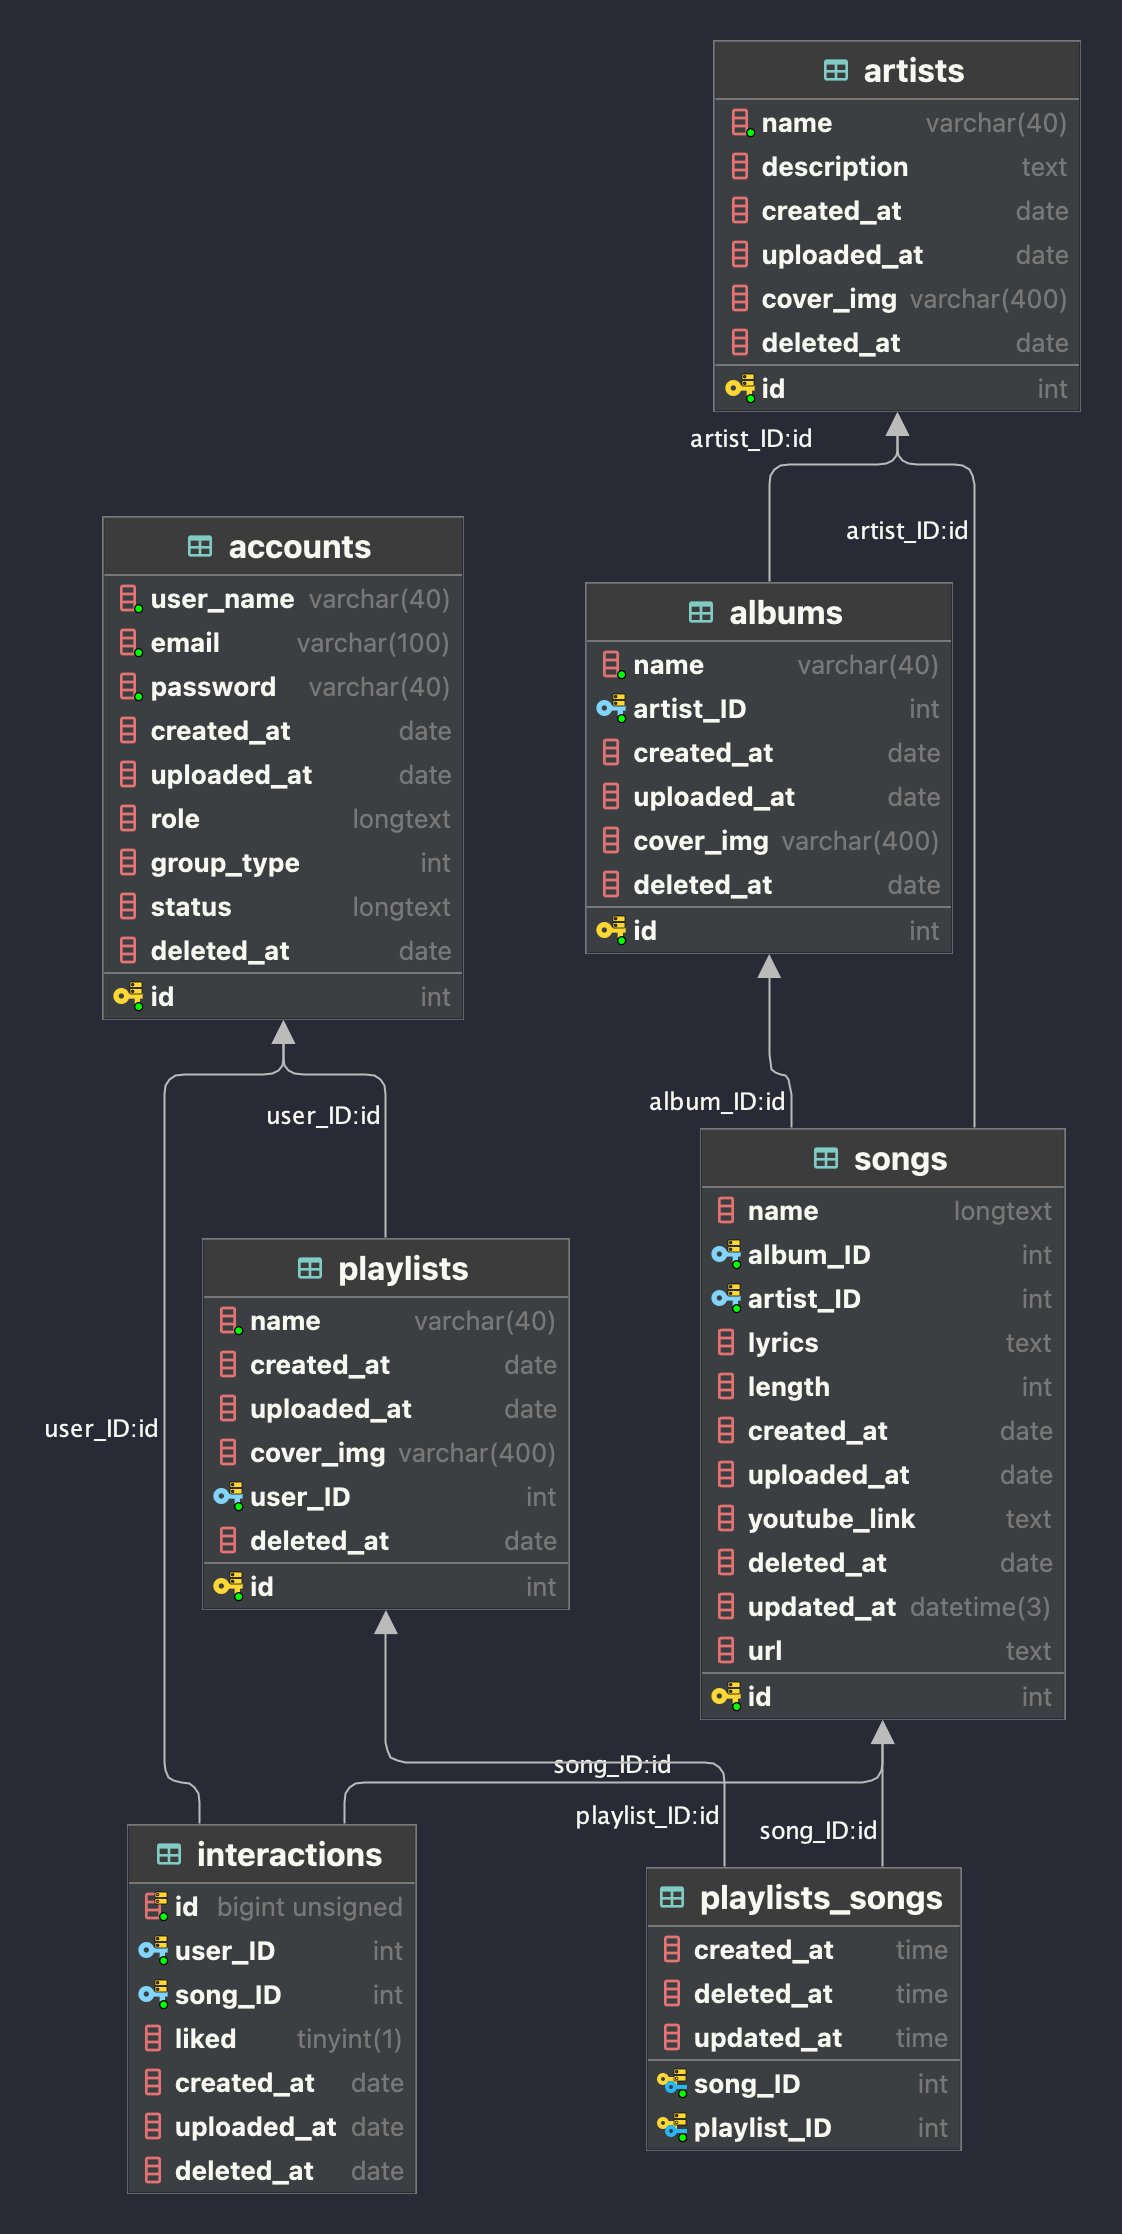 artists
name varchar(40)
description text
created_at date
uploaded_at date
cover_img varchar(400)
deleted_at date
id int
artist_ID:id
artist_ID:id
accounts
user_name varchar(40)
email varchar(100)
password varchar(40)
created_at date
uploaded_at date
role longtext
group_type int
status longtext
deleted_at date
id int
albums
name varchar(40)
artist_ID int
created_at date
uploaded_at date
cover_img varchar(400)
deleted_at date
id int
user_ID:id
album_ID:id
playlists
name varchar(40)
created_at date
uploaded_at date
cover_img varchar(400)
user_ID int
deleted_at date
id int
user_ID:id
songs
name longtext
album_ID int
artist_ID int
lyrics text
length int
created_at date
uploaded_at date
youtube_link text
deleted_at date
updated_at datetime(3)
url text
id int
song_ID:id
playlist_ID:id
song_ID:id
interactions
id bigint unsigned
user_ID int
song_ID int
liked tinyint(1)
created_at date
uploaded_at date
deleted_at date
playlists_songs
created_at time
deleted_at time
updated_at time
song_ID int
playlist_ID int